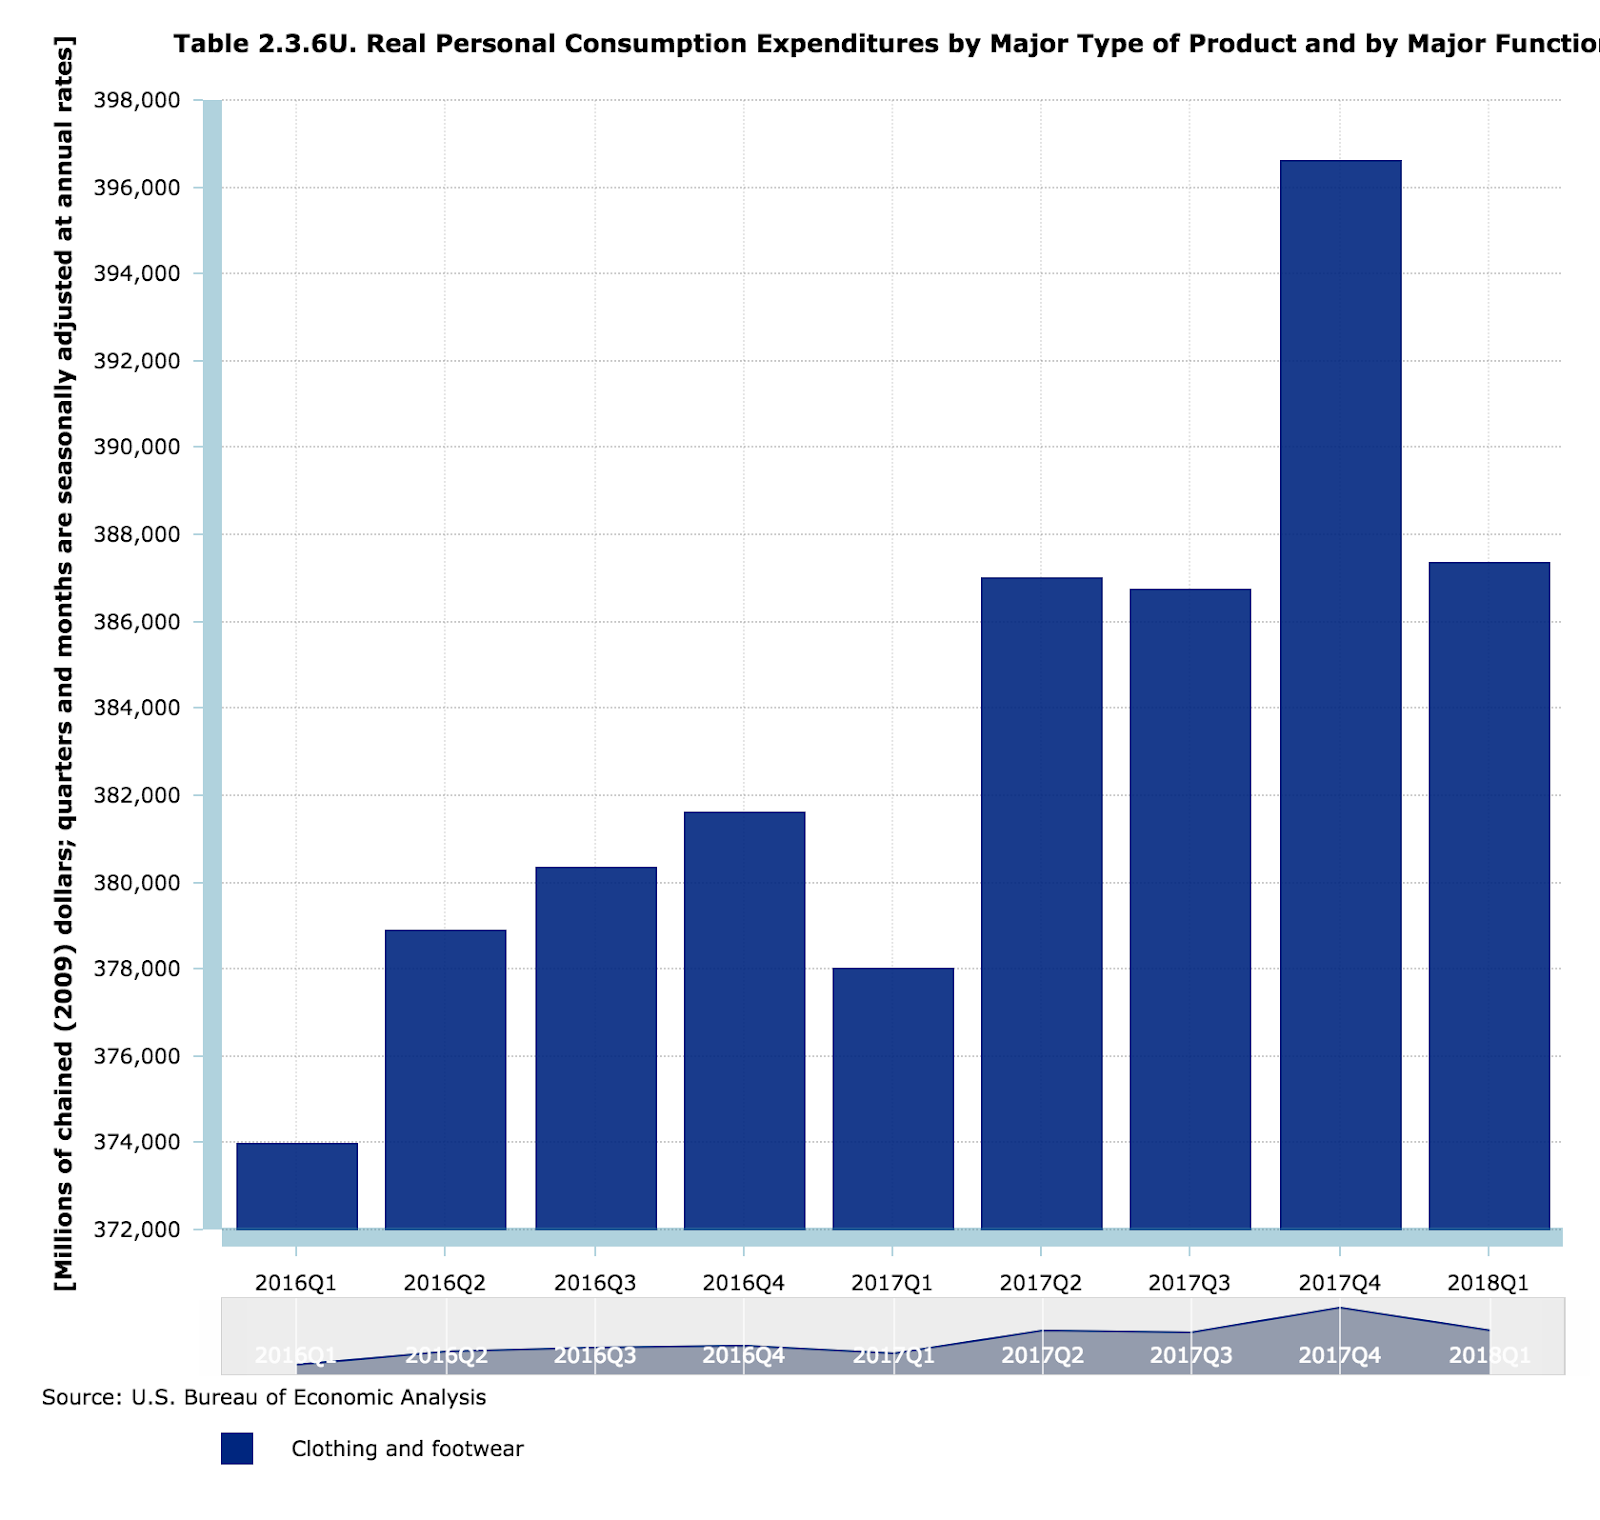 Table 2.3.6U. Real Personal Consumption Expenditures by Major Type of Product and by Major Functio
[Millions of chained (2009) dollars; quarters and months are seasonally adjusted at annual rates]
398,000
396,000
394,000
392,000
390,000
388,000
386,000
384,000
382,000
380,000
378,000
376,000
374,000
372,000
2016Q1 2016Q2 2016Q3 2016Q4 2017Q1 2017Q2 2017Q3 2017Q4 2018Q1
2016Q1 2016Q2 2016Q3 2016Q4 2017Q1 2017Q2 2017Q3 2017Q4 2018Q1
Source: U.S. Bureau of Economic Analysis
Clothing and footwear